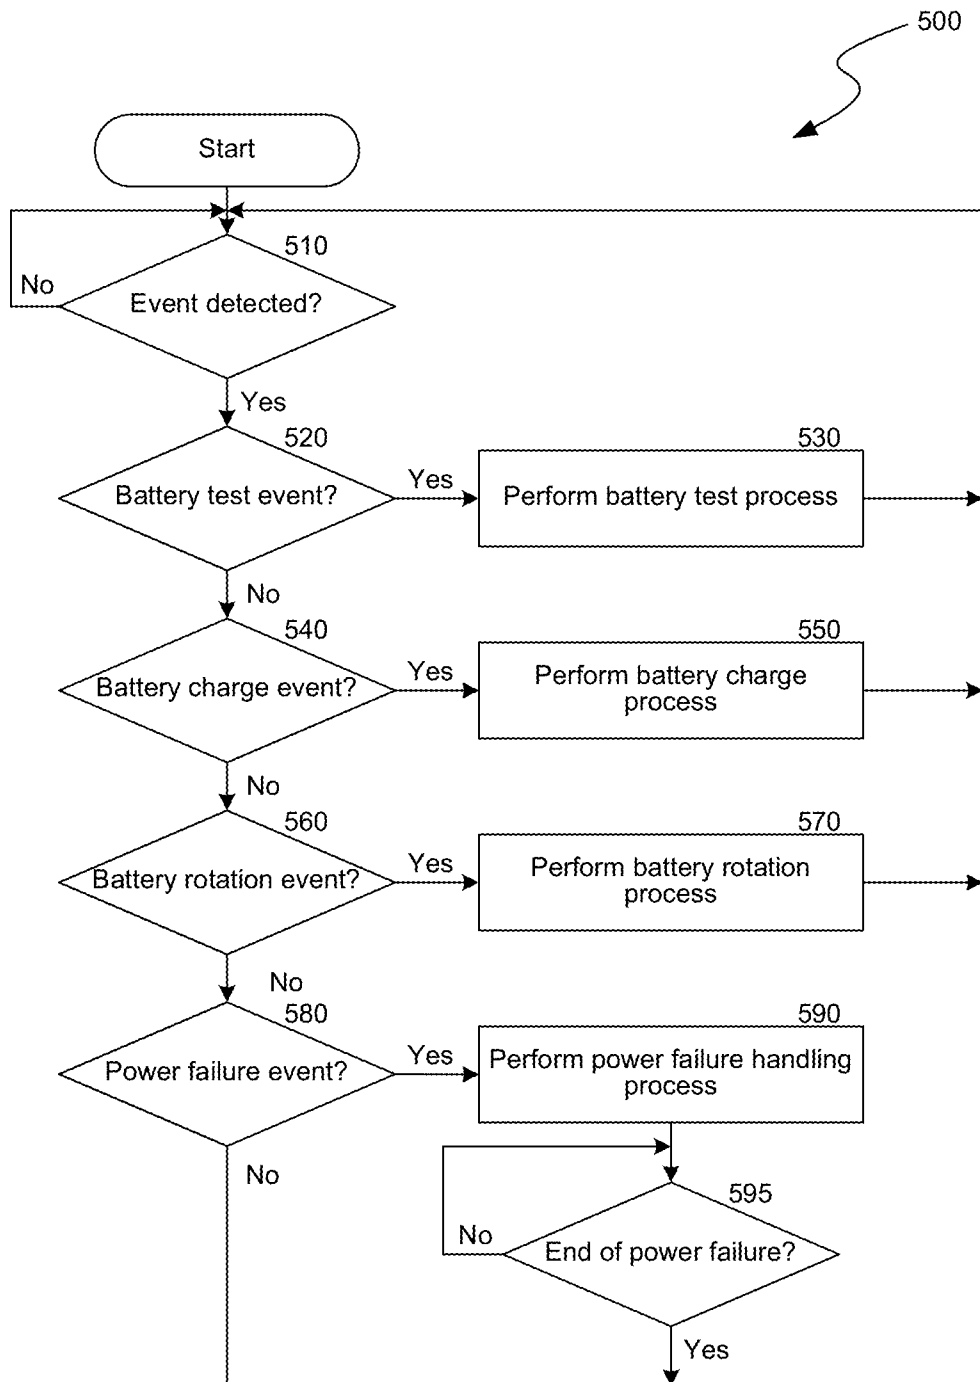 500
Start
510
No
Event detected?
Yes
520
530
Battery test event?
Yes
Perform battery test process
No
540
550
Battery charge event?
Yes
Perform battery charge
process
No
560
570
Battery rotation event?
Yes
Perform battery rotation
process
No
580
590
Power failure event?
Yes
Perform power failure handling
process
No
595
No
End of power failure?
Yes